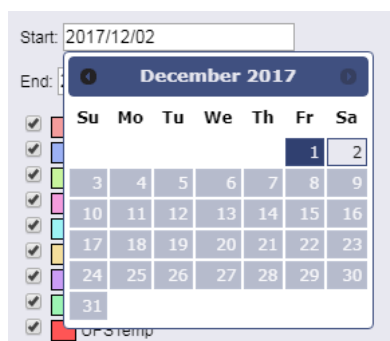 Start: 2017/12/02
End:
December 2017
Su Mo Tu We Th Fr Sa
1 2
3 4 5 6 7 8 9
10 11 12 13 14 15 16
17 18 19 20 21 22 23
24 25 26 27 28 29 30
31
UPSTemp